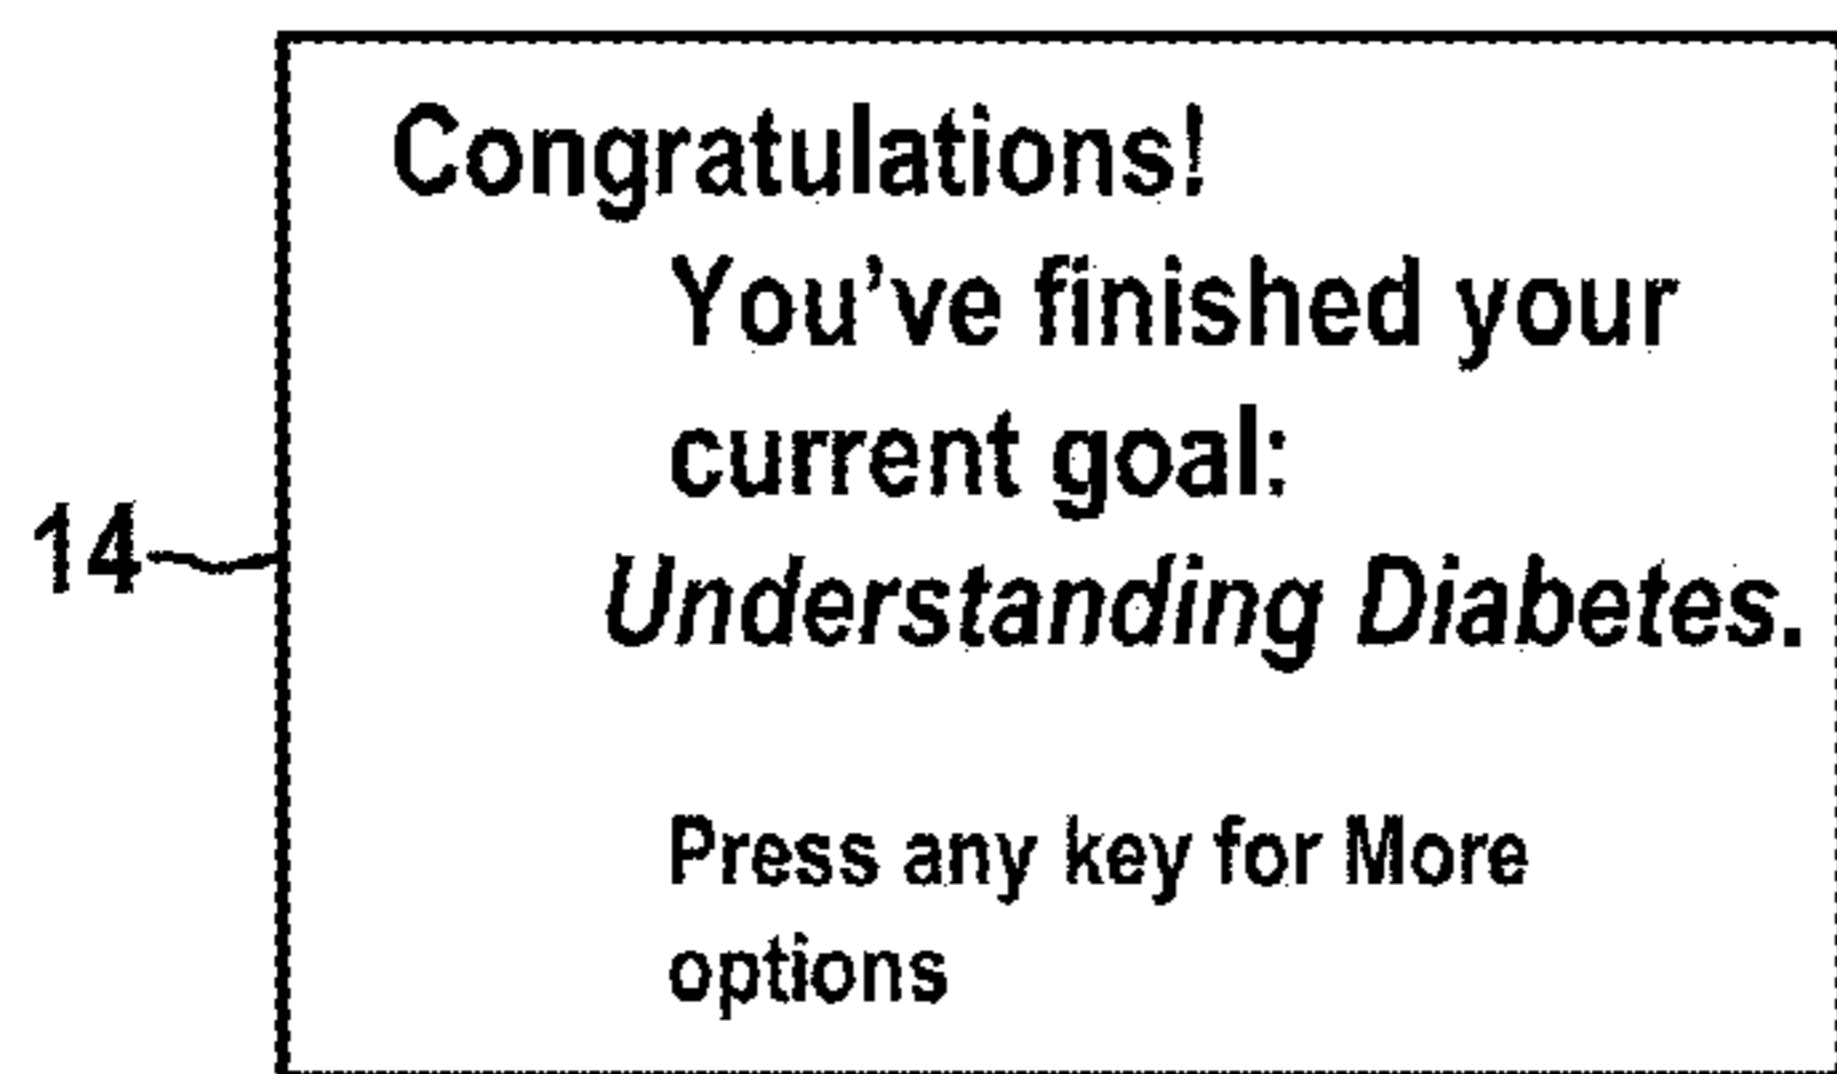 Congratulations!
You've finished your
current goal:
14
Understanding Diabetes.
Press any key for More
options